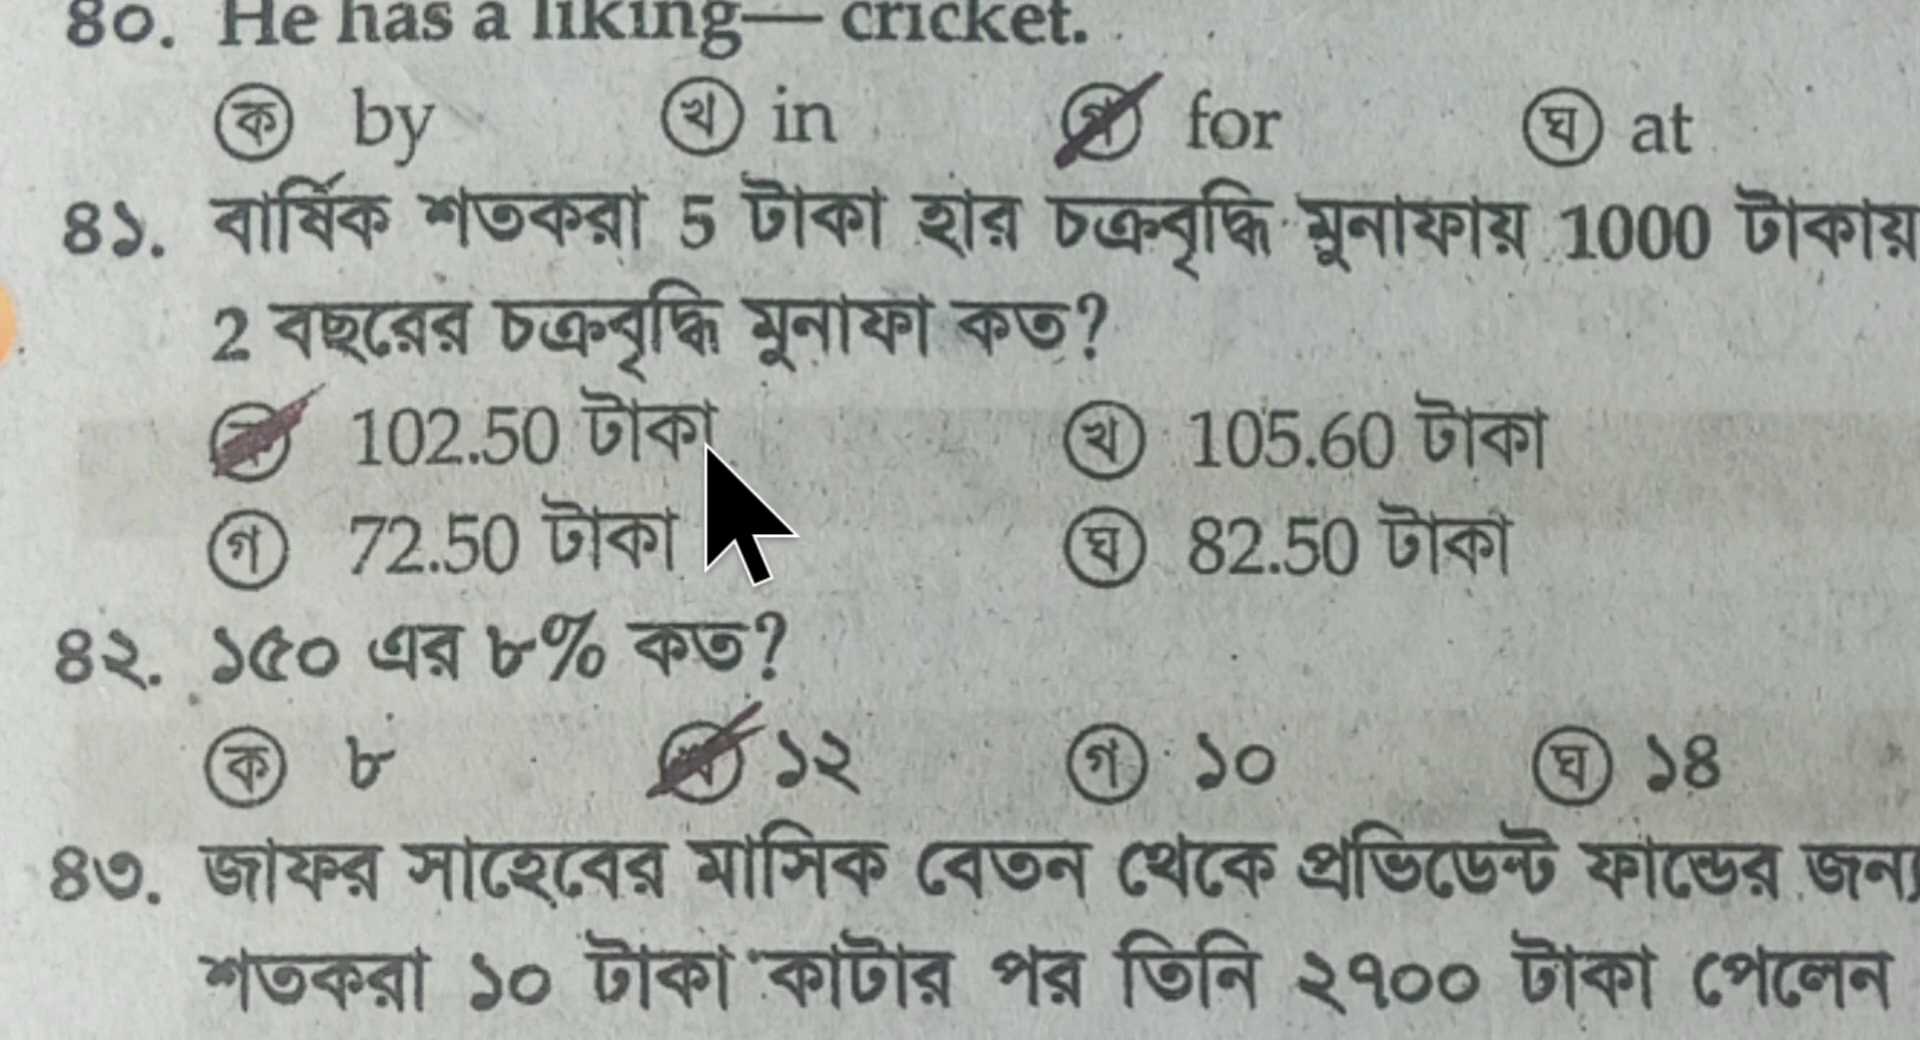 ৪০. He has a liking— cricket.
ক by খ in গ for ঘ at
৪১. বার্ষিক শতকরা 5 টাকা হার চক্রবৃদ্ধি মুনাফায় 1000 টাকায়
2 বছরের চক্রবৃদ্ধি মুনাফা কত?
102.50 টাকা খ 105.60 টাকা
গ 72.50 টাকা ঘ 82.50 টাকা
৪২. ১৫০ এর ৮% কত?
ক ৮ খ ১২ গ ১০ ঘ ১৪
৪৩. জাফর সাহেবের মাসিক বেতন থেকে প্রভিডেন্ট ফান্ডের জন্য
শতকরা ১০ টাকা কাটার পর তিনি ২৭০০ টাকা পেলেন